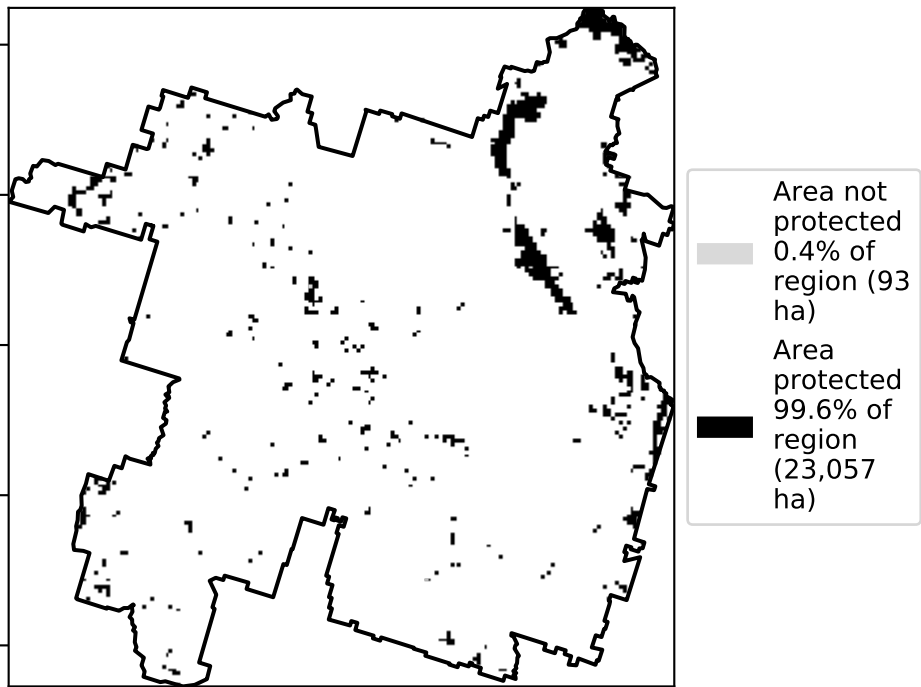 Area not
protected
0.4% of
region (93
ha)
Area
protected
99.6% of
region
(23,057
ha)